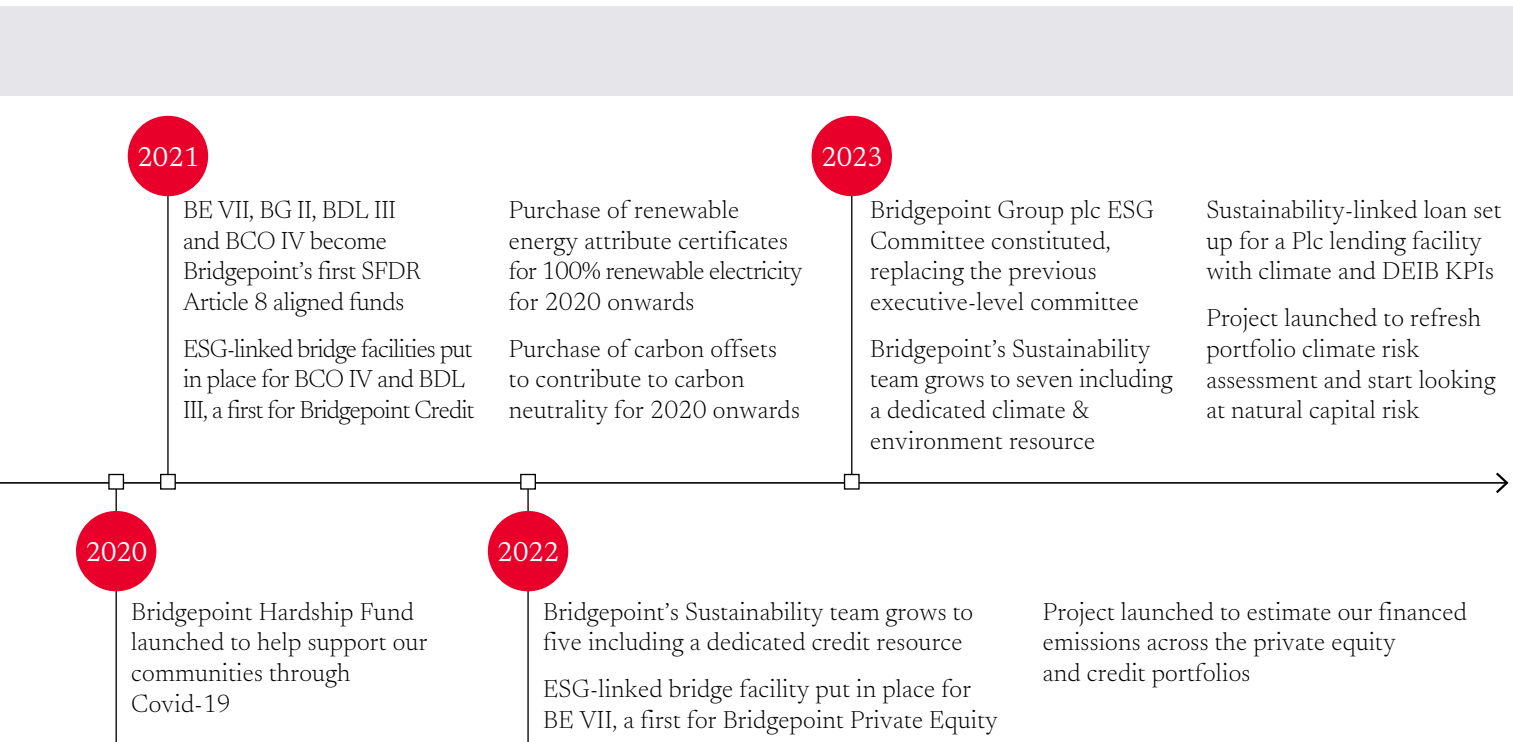 2021
BE VII, BG II, BDL III
and BCO IV become
Bridgepoint’s first SFDR
Article 8 aligned funds
ESG-linked bridge facilities put
in place for BCO IV and BDL
III, a first for Bridgepoint Credit
Purchase of renewable
energy attribute certificates
for 100% renewable electricity
for 2020 onwards
Purchase of carbon offsets
to contribute to carbon
neutrality for 2020 onwards
2023
Bridgepoint Group plc ESG
Committee constituted,
replacing the previous
executive-level committee
Bridgepoint’s Sustainability
team grows to seven including
a dedicated climate &
environment resource
Sustainability-linked loan set
up for a Plc lending facility
with climate and DEIB KPIs
Project launched to refresh
portfolio climate risk
assessment and start looking
at natural capital risk
2020
Bridgepoint Hardship Fund
launched to help support our
communities through
Covid-19
2022
Bridgepoint’s Sustainability team grows to
five including a dedicated credit resource
ESG-linked bridge facility put in place for
BE VII, a first for Bridgepoint Private Equity
Project launched to estimate our financed
emissions across the private equity
and credit portfolios